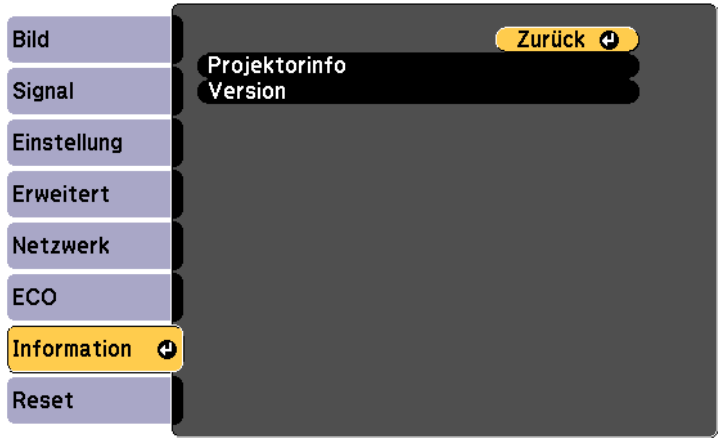 Bild
Signal
Einstellung
Erweitert
Netzwerk
ECO
Information
Reset
Zurück
Projektorinfo
Version